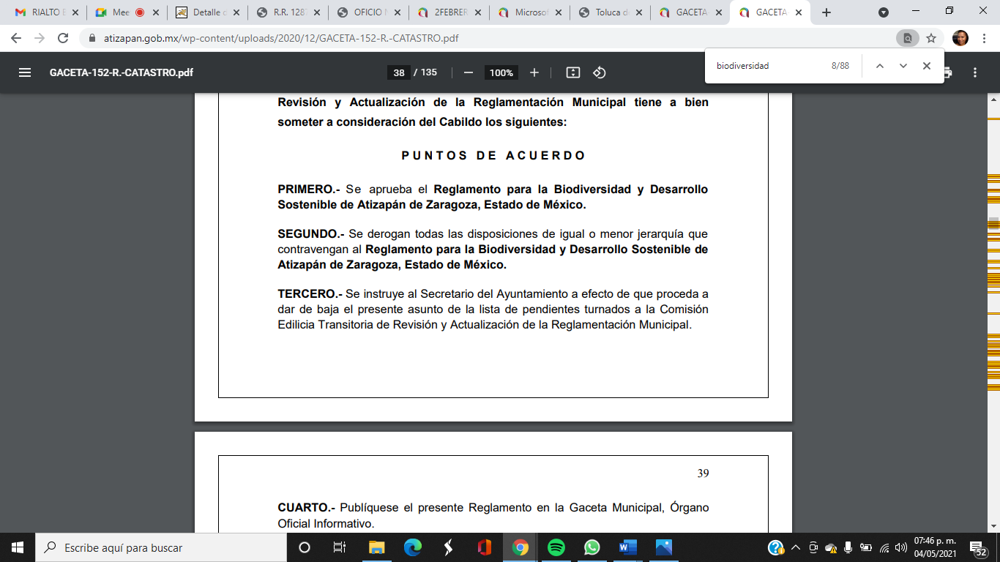 RIALTO E
Mee
Detalle d
R.R. 128
OFICIO N
2FEBRER
Microsof
Toluca d
GACETA
GACETA
atizapan.gob.mx/wp-content/uploads/2020/12/GACETA-152-R.-CATASTRO.pdf
biodiversidad 8/88
GACETA-152-R.-CATASTRO.pdf
38 / 135
100%
Revisión y Actualización de la Reglamentación Municipal tiene a bien
someter a consideración del Cabildo los siguientes:
PUNTOS DE ACUERDO
PRIMERO.- Se aprueba el Reglamento para la Biodiversidad y Desarrollo
Sostenible de Atizapán de Zaragoza, Estado de México.
SEGUNDO.- Se derogan todas las disposiciones de igual o menor jerarquía que
contravengan al Reglamento para la Biodiversidad y Desarrollo Sostenible de
Atizapán de Zaragoza, Estado de México.
TERCERO.- Se instruye al Secretario del Ayuntamiento a efecto de que proceda a
dar de baja el presente asunto de la lista de pendientes turnados a la Comisión
Edilicia Transitoria de Revisión y Actualización de la Reglamentación Municipal.
39
CUARTO.- Publíquese el presente Reglamento en la Gaceta Municipal, Órgano
Oficial Informativo.
Escribe aquí para buscar
07:46 p. m.
04/05/2021
52